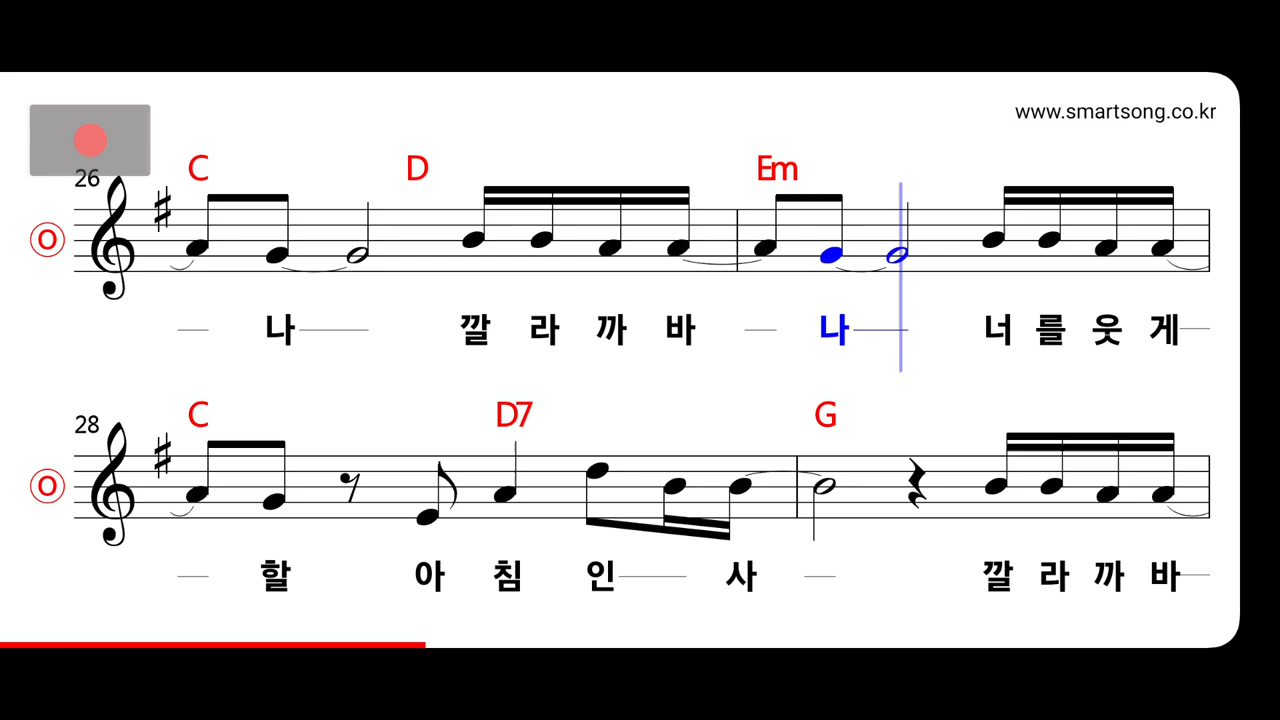 www.smartsong.co.kr
26
C D Em
O
나 깔 라 까 바 나 너 를 웃 게
28
C D7 G
O
할 아 침 인 사 깔 라 까 바